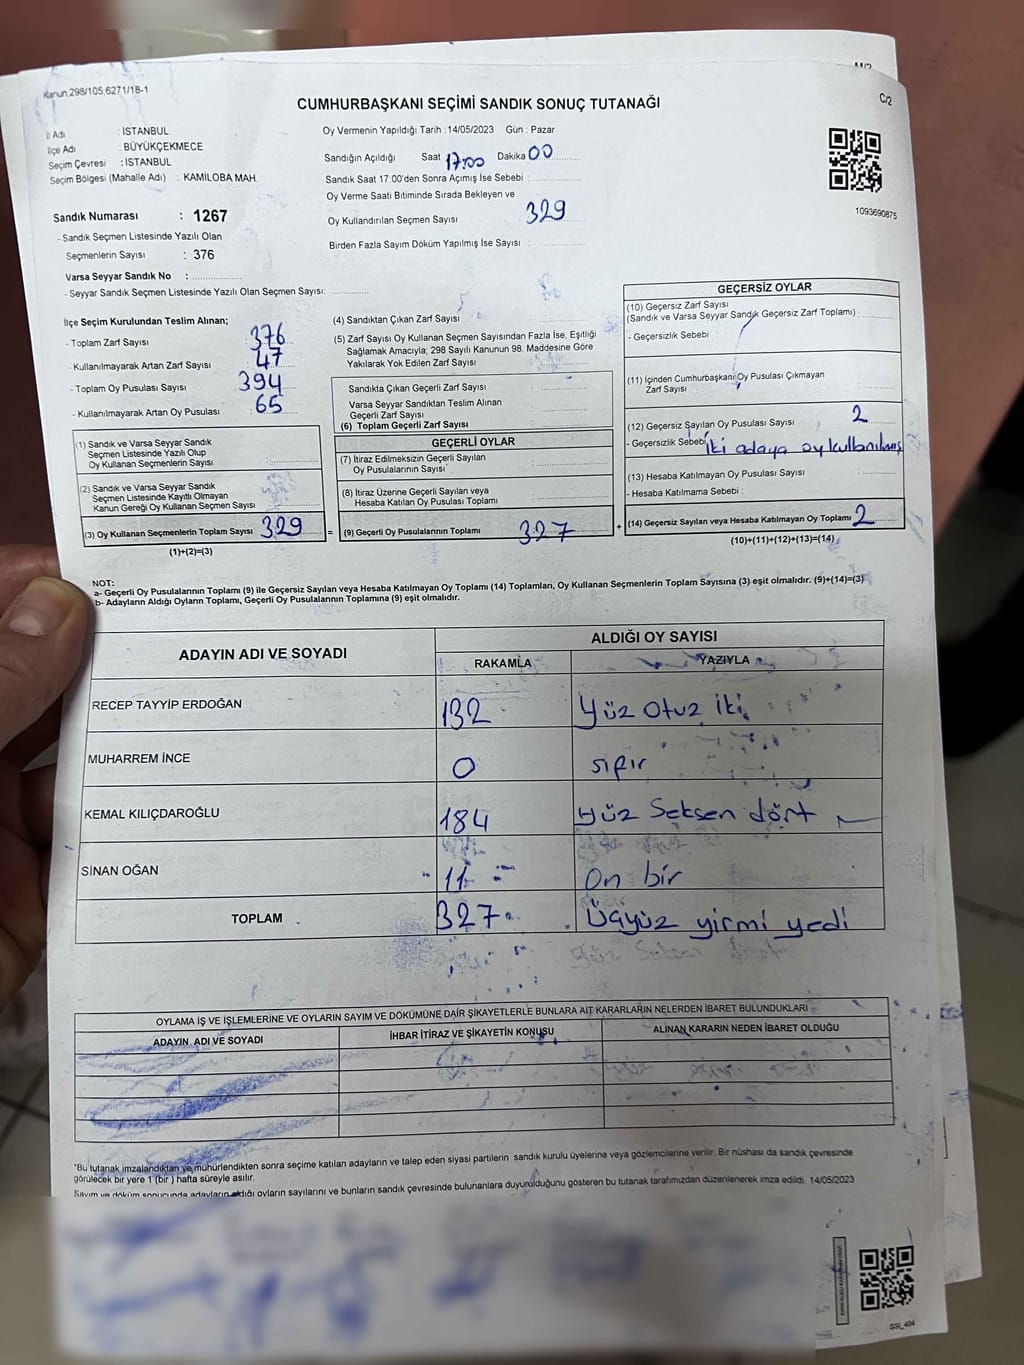 Kanun.298/105,6271/18-1
C/2
CUMHURBAŞKANI SEÇİMİ SANDIK SONUÇ TUTANAĞI
İl Adı : İSTANBUL
İlçe Adı : BÜYÜKÇEKMECE
Seçim Çevresi : İSTANBUL
Seçim Bölgesi (Mahalle Adı) : KAMİLOBA MAH.
Sandık Numarası : 1267
- Sandık Seçmen Listesinde Yazılı Olan
Seçmenlerin Sayısı : 376
Varsa Seyyar Sandık No :
- Seyyar Sandık Seçmen Listesinde Yazılı Olan Seçmen Sayısı:
Oy Vermenin Yapıldığı Tarih : 14/05/2023 Gün : Pazar
Sandığın Açıldığı Saat 17:00 Dakika 00
Sandık Saat 17:00'den Sonra Açımış İse Sebebi :
Oy Verme Saati Bitiminde Sırada Bekleyen ve
Oy Kullandırılan Seçmen Sayısı 329
Birden Fazla Sayım Döküm Yapılmış İse Sayısı :
1093690875
İlçe Seçim Kurulundan Teslim Alınan;
- Toplam Zarf Sayısı 376
- Kullanılmayarak Artan Zarf Sayısı 47
- Toplam Oy Pusulası Sayısı 394
- Kullanılmayarak Artan Oy Pusulası 65
(1) Sandık ve Varsa Seyyar Sandık
Seçmen Listesinde Yazılı Olup
Oy Kullanan Seçmenlerin Sayısı
(2) Sandık ve Varsa Seyyar Sandık
Seçmen Listesinde Kayıtlı Olmayan
Kanun Gereği Oy Kullanan Seçmen Sayısı
(3) Oy Kullanan Seçmenlerin Toplam Sayısı 329
(1)+(2)=(3)
(4) Sandıktan Çıkan Zarf Sayısı
(5) Zarf Sayısı Oy Kullanan Seçmen Sayısından Fazla İse, Eşitliği
Sağlamak Amacıyla; 298 Sayılı Kanunun 98. Maddesine Göre
Yakılarak Yok Edilen Zarf Sayısı
Sandıkta Çıkan Geçerli Zarf Sayısı
Varsa Seyyar Sandıktan Teslim Alınan
Geçerli Zarf Sayısı
(6) Toplam Geçerli Zarf Sayısı
GEÇERLİ OYLAR
(7) İtiraz Edilmeksizin Geçerli Sayılan
Oy Pusulalarının Sayısı
(8) İtiraz Üzerine Geçerli Sayılan veya
Hesaba Katılan Oy Pusulası Toplamı
= (9) Geçerli Oy Pusulalarının Toplamı 327
GEÇERSİZ OYLAR
(10) Geçersiz Zarf Sayısı
(Sandık ve Varsa Seyyar Sandık Geçersiz Zarf Toplamı) :
- Geçersizlik Sebebi :
(11) İçinden Cumhurbaşkanı Oy Pusulası Çıkmayan
Zarf Sayısı
(12) Geçersiz Sayılan Oy Pusulası Sayısı 2
- Geçersizlik Sebebi iki adaya oy kullanılmış
(13) Hesaba Katılmayan Oy Pusulası Sayısı
- Hesaba Katılmama Sebebi :
+ (14) Geçersiz Sayılan veya Hesaba Katılmayan Oy Toplamı 2
(10)+(11)+(12)+(13)=(14)
NOT:
a- Geçerli Oy Pusulalarının Toplamı (9) ile Geçersiz Sayılan veya Hesaba Katılmayan Oy Toplamı (14) Toplamları, Oy Kullanan Seçmenlerin Toplam Sayısına (3) eşit olmalıdır. (9)+(14)=(3)
b- Adayların Aldığı Oyların Toplamı, Geçerli Oy Pusulalarının Toplamına (9) eşit olmalıdır.
ADAYIN ADI VE SOYADI
ALDIĞI OY SAYISI
RAKAMLA YAZIYLA
RECEP TAYYİP ERDOĞAN 132 Yüz Otuz iki
MUHARREM İNCE 0 sıfır
KEMAL KILIÇDAROĞLU 184 Yüz Seksen dört
SİNAN OĞAN 11 On bir
TOPLAM 327 Üçyüz yirmi yedi
OYLAMA İŞ VE İŞLEMLERİNE VE OYLARIN SAYIM VE DÖKÜMÜNE DAİR ŞİKAYETLERLE BUNLARA AİT KARARLARIN NELERDEN İBARET BULUNDUKLARI
ADAYIN ADI VE SOYADI İHBAR İTİRAZ VE ŞİKAYETİN KONUSU ALINAN KARARIN NEDEN İBARET OLDUĞU
*Bu tutanak imzalandıktan ve mühürlendikten sonra seçime katılan adayların ve talep eden siyasi partilerin sandık kurulu üyelerine veya gözlemcilerine verilir. Bir nüshası da sandık çevresinde
görülecek bir yere 1 (bir ) hafta süreyle asılır.
Sayım ve döküm sonucunda adayların aldığı oyların sayılarını ve bunların sandık çevresinde bulunanlara duyurulduğunu gösteren bu tutanak tarafımızdan düzenlenerek imza edildi. 14/05/2023
SSI_404